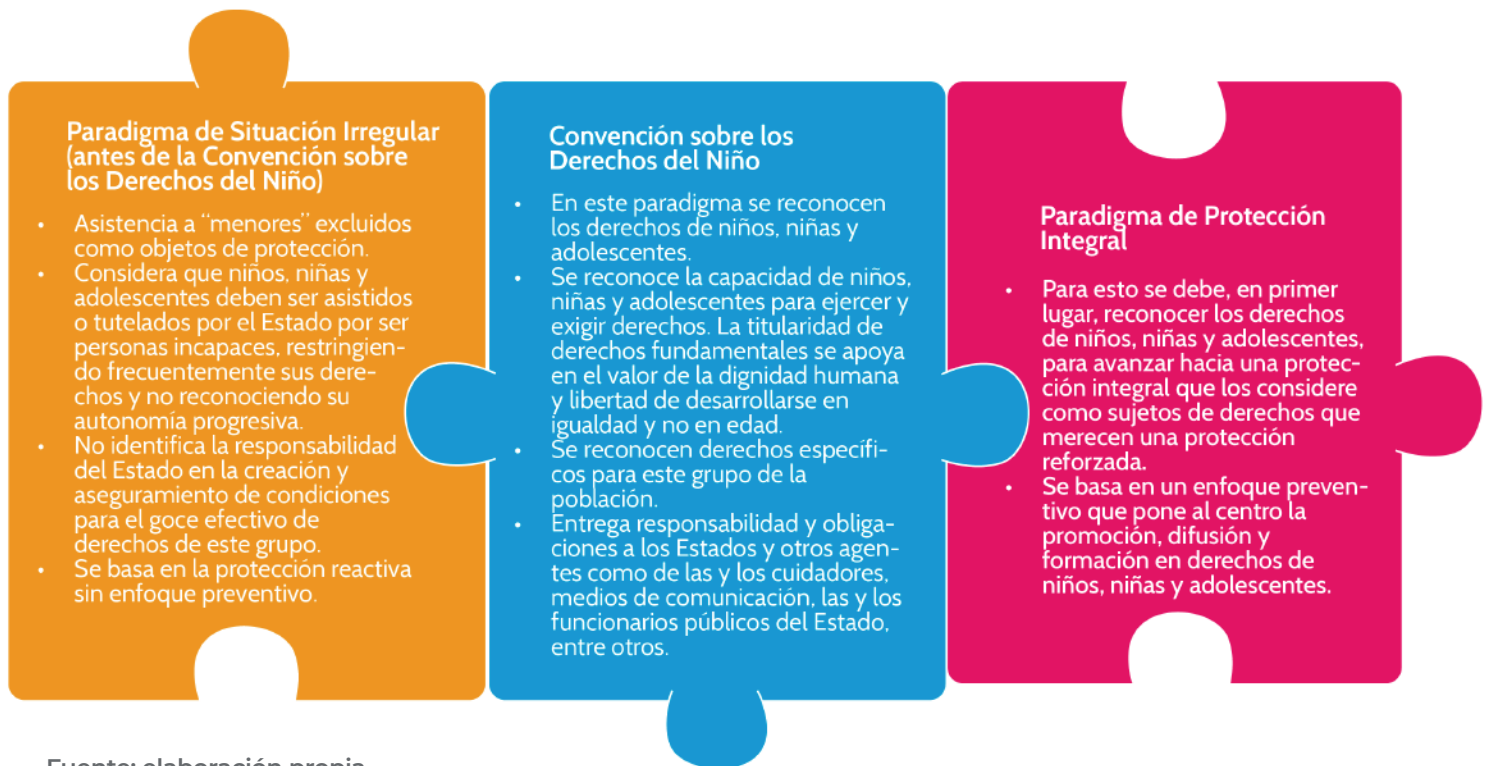 Paradigma de Situación Irregular
(antes de la Convención sobre
los Derechos del Niño)
• Asistencia a “menores” excluidos
como objetos de protección.
• Considera que niños, niñas y
adolescentes deben ser asistidos
o tutelados por el Estado por ser
personas incapaces, restringien-
do frecuentemente sus dere-
chos y no reconociendo su
autonomía progresiva.
• No identifica la responsabilidad
del Estado en la creación y
aseguramiento de condiciones
para el goce efectivo de
derechos de este grupo.
• Se basa en la protección reactiva
sin enfoque preventivo.
Convención sobre los
Derechos del Niño
• En este paradigma se reconocen
los derechos de niños, niñas y
adolescentes.
• Se reconoce la capacidad de niños,
niñas y adolescentes para ejercer y
exigir derechos. La titularidad de
derechos fundamentales se apoya
en el valor de la dignidad humana
y libertad de desarrollarse en
igualdad y no en edad.
• Se reconocen derechos específi-
cos para este grupo de la
población.
• Entrega responsabilidad y obliga-
ciones a los Estados y otros agen-
tes como de las y los cuidadores,
medios de comunicación, las y los
funcionarios públicos del Estado,
entre otros.
Paradigma de Protección
Integral
• Para esto se debe, en primer
lugar, reconocer los derechos
de niños, niñas y adolescentes,
para avanzar hacia una protec-
ción integral que los considere
como sujetos de derechos que
merecen una protección
reforzada.
• Se basa en un enfoque preven-
tivo que pone al centro la
promoción, difusión y
formación en derechos de
niños, niñas y adolescentes.
Fuente: elaboración propia